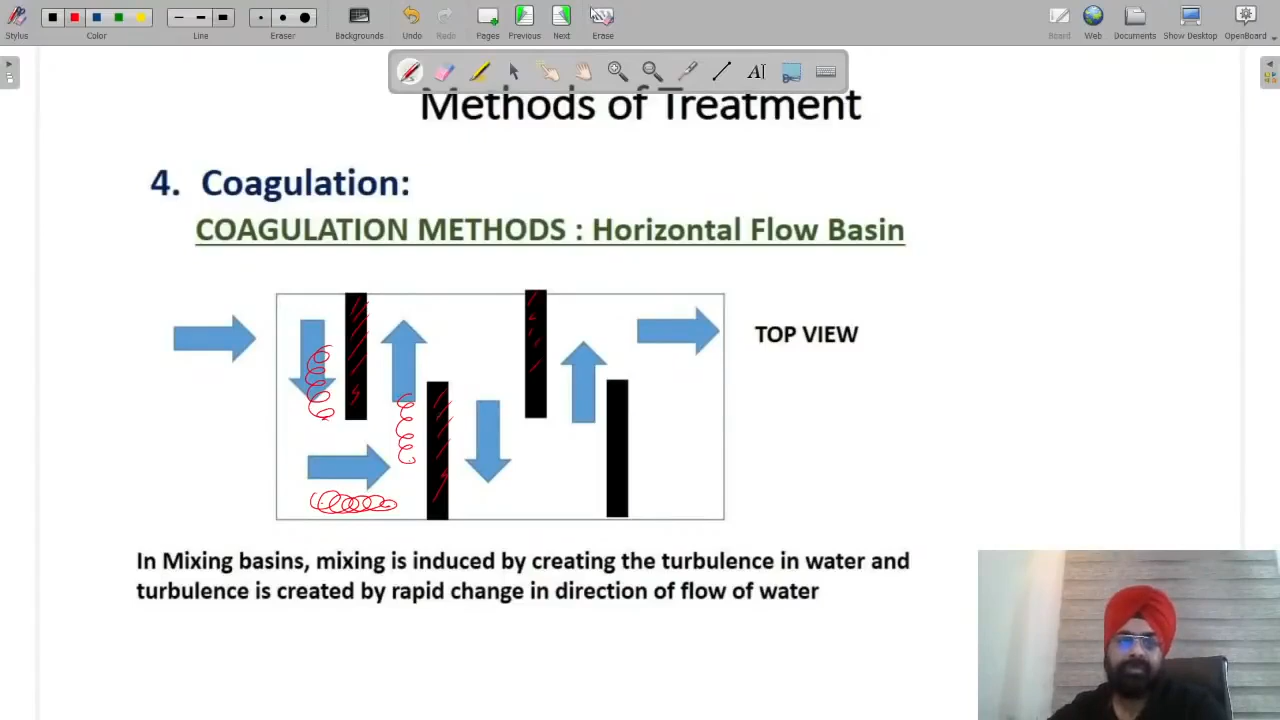 Stylus
Color
Line
Eraser
Backgrounds
Undo
Redo
Pages
Previous
Next
Erase
Board
Web
Documents
Show Desktop
OpenBoard
Methods of Treatment
4. Coagulation:
COAGULATION METHODS : Horizontal Flow Basin
TOP VIEW
In Mixing basins, mixing is induced by creating the turbulence in water and
turbulence is created by rapid change in direction of flow of water